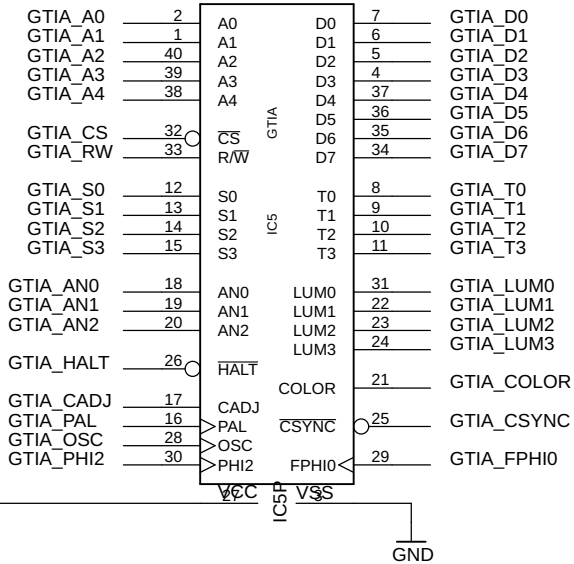 GTIA_A0 2 A0 D0 7 GTIA_D0
GTIA_A1 1 A1 D1 6 GTIA_D1
GTIA_A2 40 A2 D2 5 GTIA_D2
GTIA_A3 39 A3 D3 4 GTIA_D3
GTIA_A4 38 A4 D4 37 GTIA_D4
GTIA D5 36 GTIA_D5
GTIA_CS 32 CS D6 35 GTIA_D6
GTIA_RW 33 R/W D7 34 GTIA_D7
GTIA_S0 12 S0 T0 8 GTIA_T0
GTIA_S1 13 S1 IC5 T1 9 GTIA_T1
GTIA_S2 14 S2 T2 10 GTIA_T2
GTIA_S3 15 S3 T3 11 GTIA_T3
GTIA_AN0 18 AN0 LUM0 31 GTIA_LUM0
GTIA_AN1 19 AN1 LUM1 22 GTIA_LUM1
GTIA_AN2 20 AN2 LUM2 23 GTIA_LUM2
LUM3 24 GTIA_LUM3
GTIA_HALT 26 HALT
COLOR 21 GTIA_COLOR
GTIA_CADJ 17 CADJ
GTIA_PAL 16 PAL CSYNC 25 GTIA_CSYNC
GTIA_OSC 28 OSC
GTIA_PHI2 30 PHI2 FPHI0 29 GTIA_FPHI0
VCC 27 IC5P VSS 3
GND